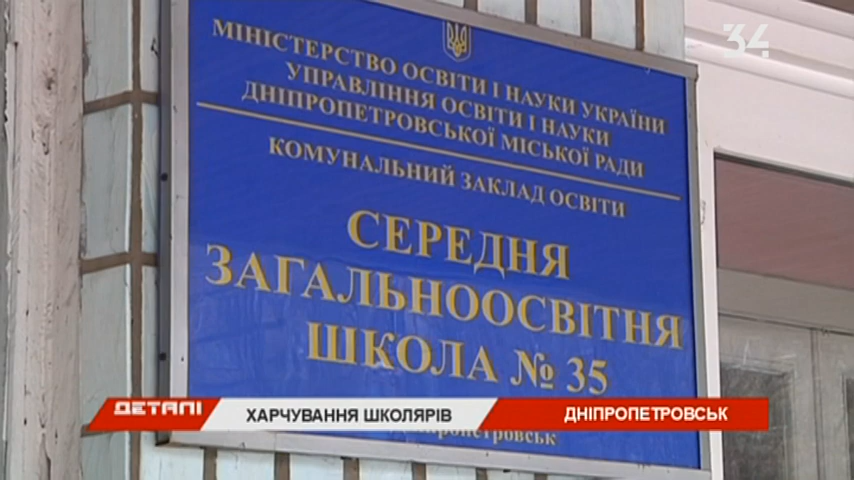 34
МІНІСТЕРСТВО ОСВІТИ І НАУКИ УКРАЇНИ
УПРАВЛІННЯ ОСВІТИ І НАУКИ
ДНІПРОПЕТРОВСЬКОЇ МІСЬКОЇ РАДИ
КОМУНАЛЬНИЙ ЗАКЛАД ОСВІТИ
СЕРЕДНЯ
ЗАГАЛЬНООСВІТНЯ
ШКОЛА № 35
ДЕТАЛІ ХАРЧУВАННЯ ШКОЛЯРІВ ДНІПРОПЕТРОВСЬК